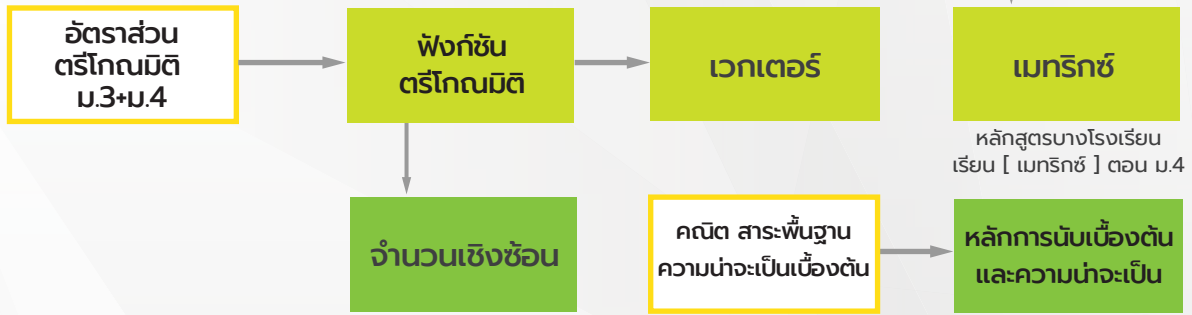 อัตราส่วน
ตรีโกณมิติ
ม.3+ม.4
ฟังก์ชัน
ตรีโกณมิติ
เวกเตอร์
เมทริกซ์
หลักสูตรบางโรงเรียน
เรียน [ เมทริกซ์ ] ตอน ม.4
จำนวนเชิงซ้อน
คณิต สาระพื้นฐาน
ความน่าจะเป็นเบื้องต้น
หลักการนับเบื้องต้น
และความน่าจะเป็น